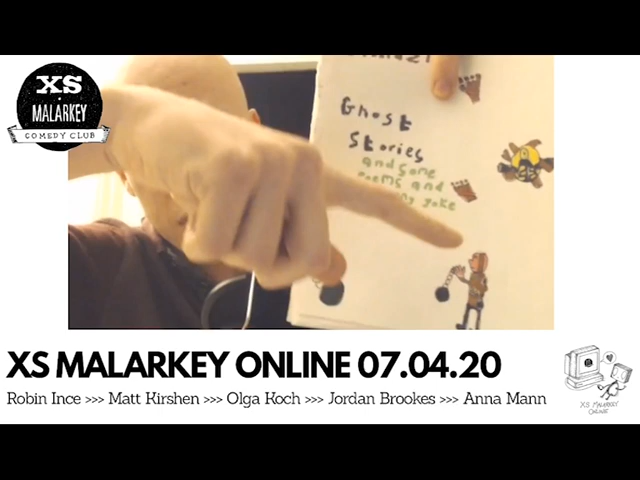 XS
MALARKEY
COMEDY CLUB
Ghost
Stories
and some
poems and
joke
XS MALARKEY ONLINE 07.04.20
Robin Ince >>> Matt Kirshen >>> Olga Koch >>> Jordan Brookes >>> Anna Mann
XS MALARKEY
ONLINE